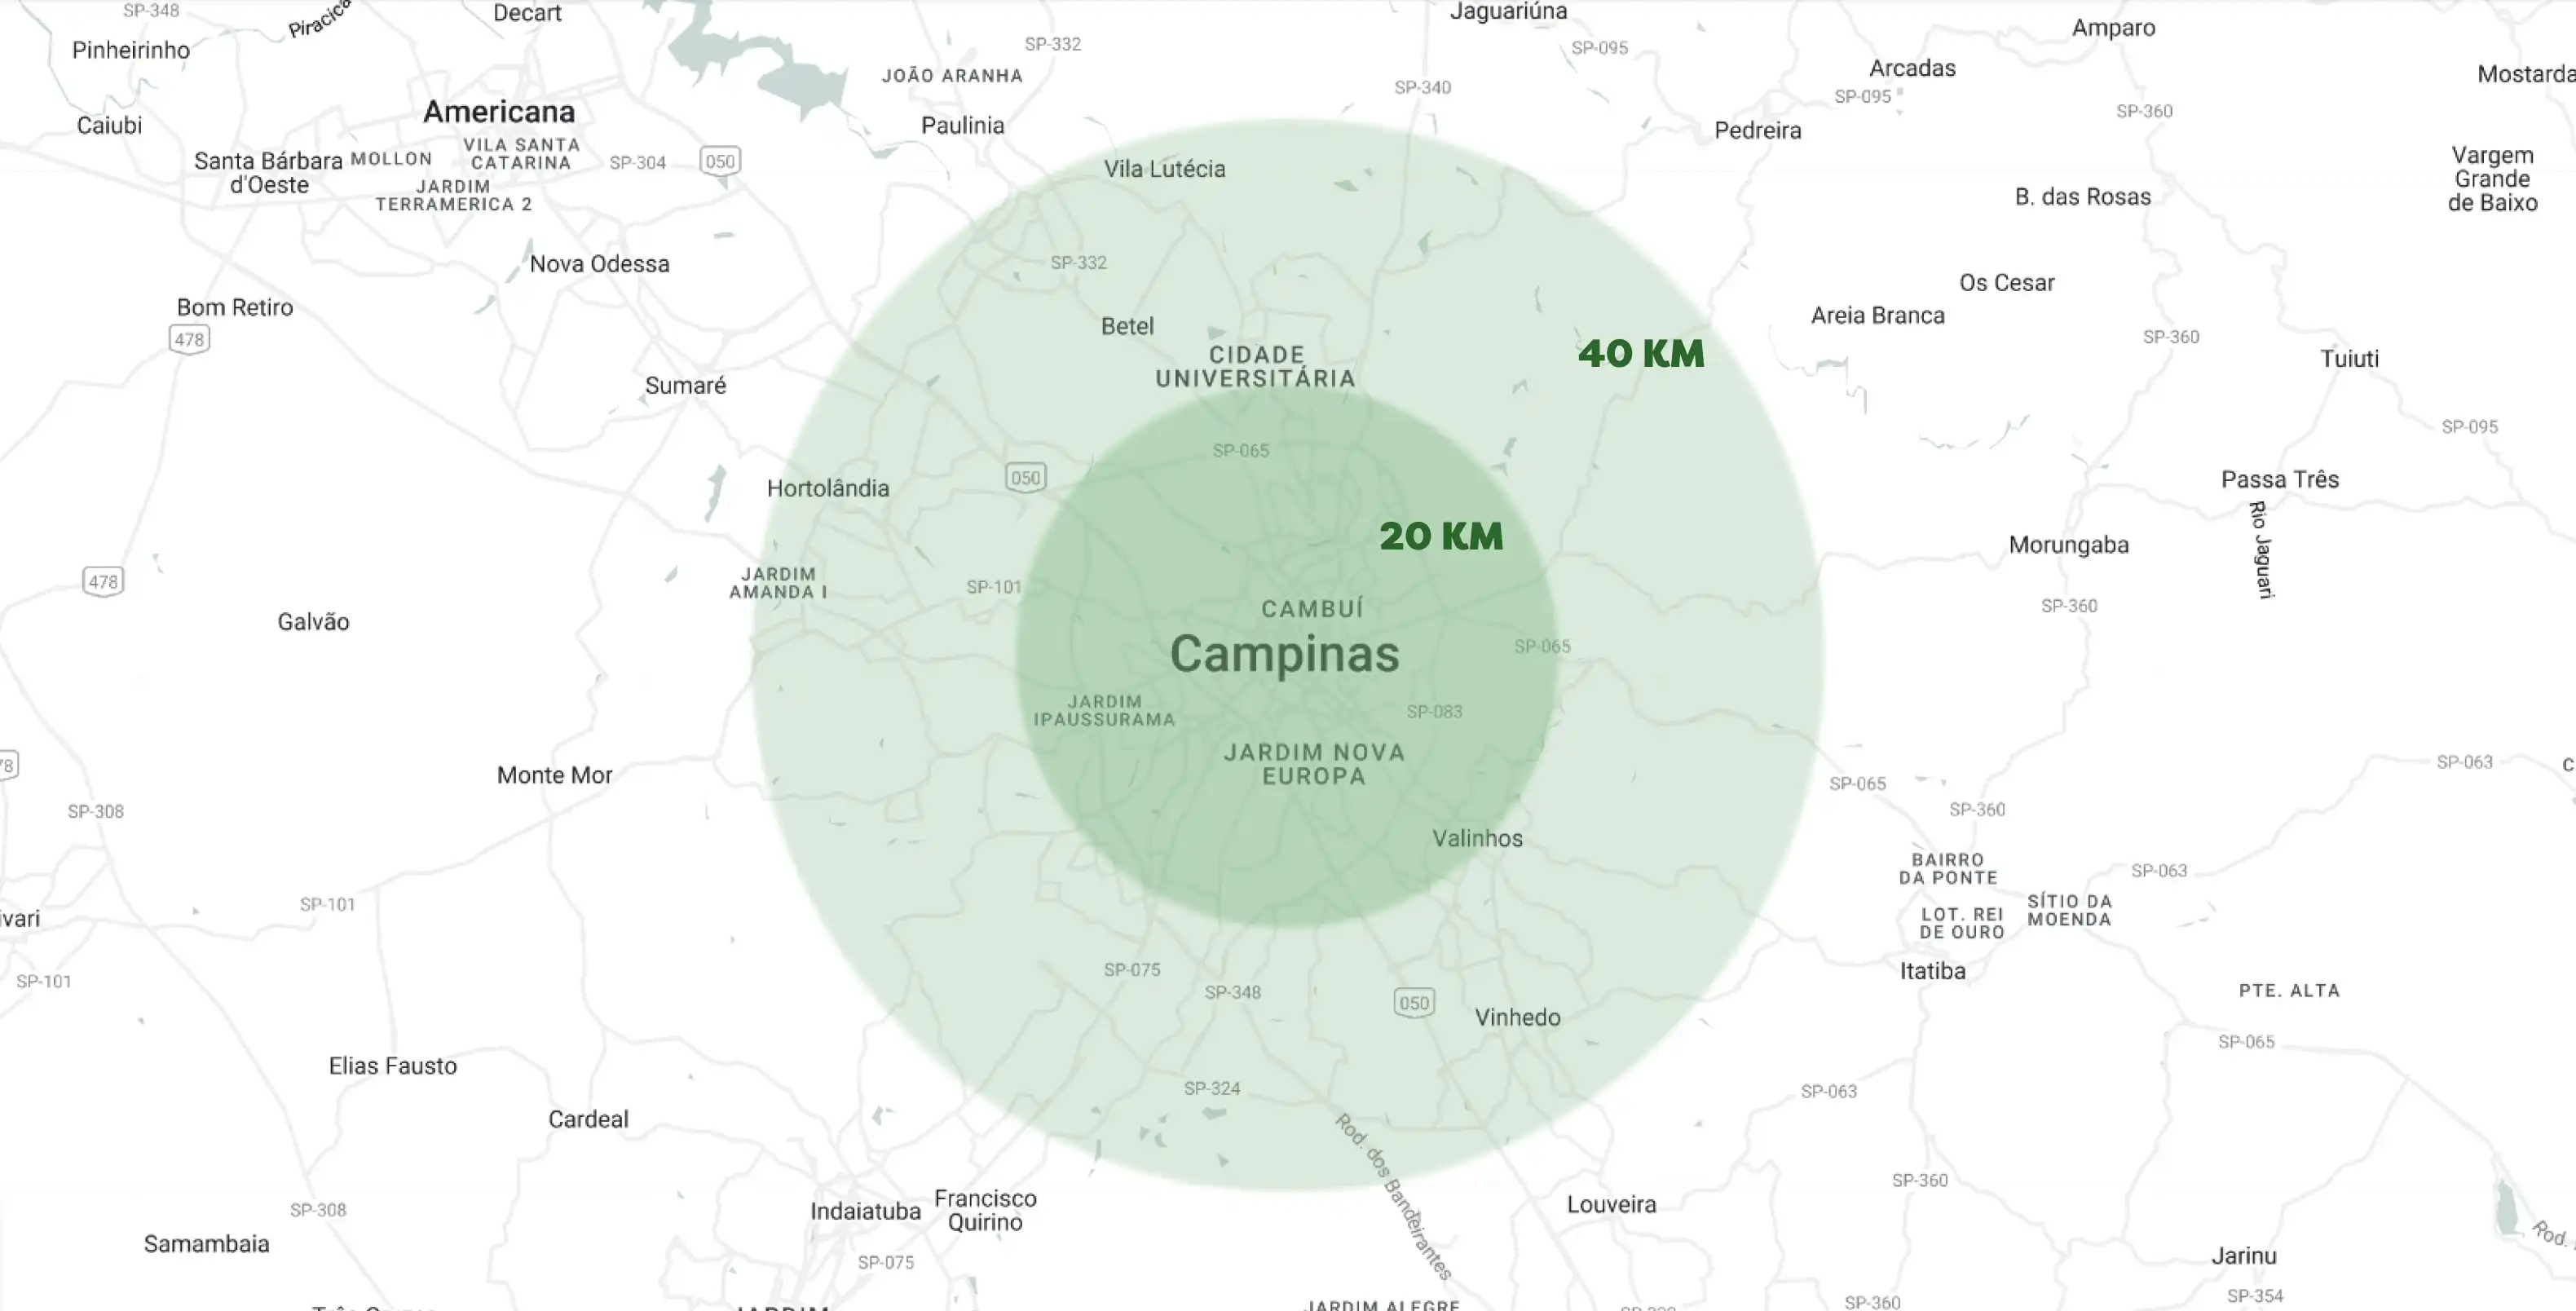 SP-348
Piracica
Decart
Jaguariúna
Amparo
Pinheirinho
SP-332
SP-095
Arcadas
Mostarda
JOÃO ARANHA
SP-340
SP-095
SP-360
Americana
Caiubi
Paulinia
Pedreira
VILA SANTA
CATARINA
Santa Bárbara
d'Oeste
MOLLON
SP-304
050
Vila Lutécia
Vargem
Grande
de Baixo
JARDIM
TERRAMERICA 2
B. das Rosas
Nova Odessa
SP-332
Os Cesar
Bom Retiro
Areia Branca
478
Betel
SP-360
CIDADE
UNIVERSITÁRIA
40 KM
Tuiuti
Sumaré
SP-095
SP-065
Hortolândia
050
Passa Três
Rio Jaguari
20 KM
Morungaba
JARDIM
AMANDA I
478
SP-101
SP-360
CAMBUÍ
Galvão
Campinas
SP-065
JARDIM
IPAUSSURAMA
SP-083
JARDIM NOVA
EUROPA
78
Monte Mor
SP-063
C
SP-065
SP-308
SP-360
Valinhos
BAIRRO
DA PONTE
SP-063
SP-101
SÍTIO DA
MOENDA
ivari
LOT. REI
DE OURO
SP-101
SP-075
Itatiba
SP-348
050
PTE. ALTA
Vinhedo
SP-065
Elias Fausto
SP-324
SP-063
Cardeal
Rod. dos Bandeirantes
SP-360
Indaiatuba
Francisco
Quirino
Louveira
SP-308
Rod.
Samambaia
SP-075
Jarinu
JARDIM
JARDIM ALEGRE
SP-360
SP-354